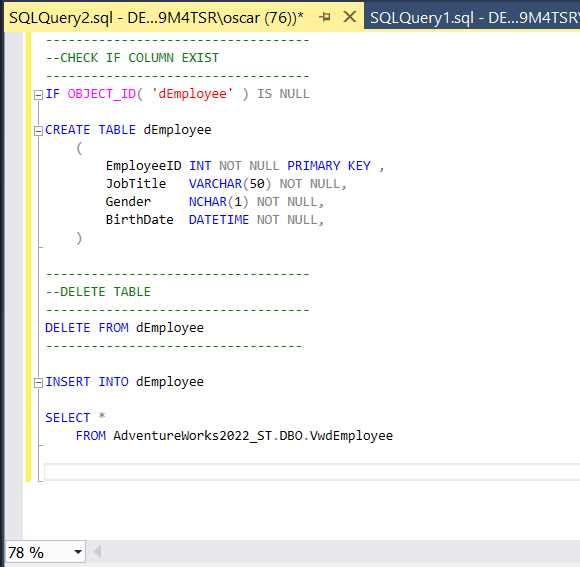 SQLQuery2.sql - DE...9M4TSR\oscar (76))* SQLQuery1.sql - DE...9M4TSR\
-----------------------------------
--CHECK IF COLUMN EXIST
-----------------------------------
IF OBJECT_ID( 'dEmployee' ) IS NULL
CREATE TABLE dEmployee
(
EmployeeID INT NOT NULL PRIMARY KEY ,
JobTitle VARCHAR(50) NOT NULL,
Gender NCHAR(1) NOT NULL,
BirthDate DATETIME NOT NULL,
)
-----------------------------------
--DELETE TABLE
-----------------------------------
DELETE FROM dEmployee
----------------------------------
INSERT INTO dEmployee
SELECT *
FROM AdventureWorks2022_ST.DBO.VwdEmployee
78 %